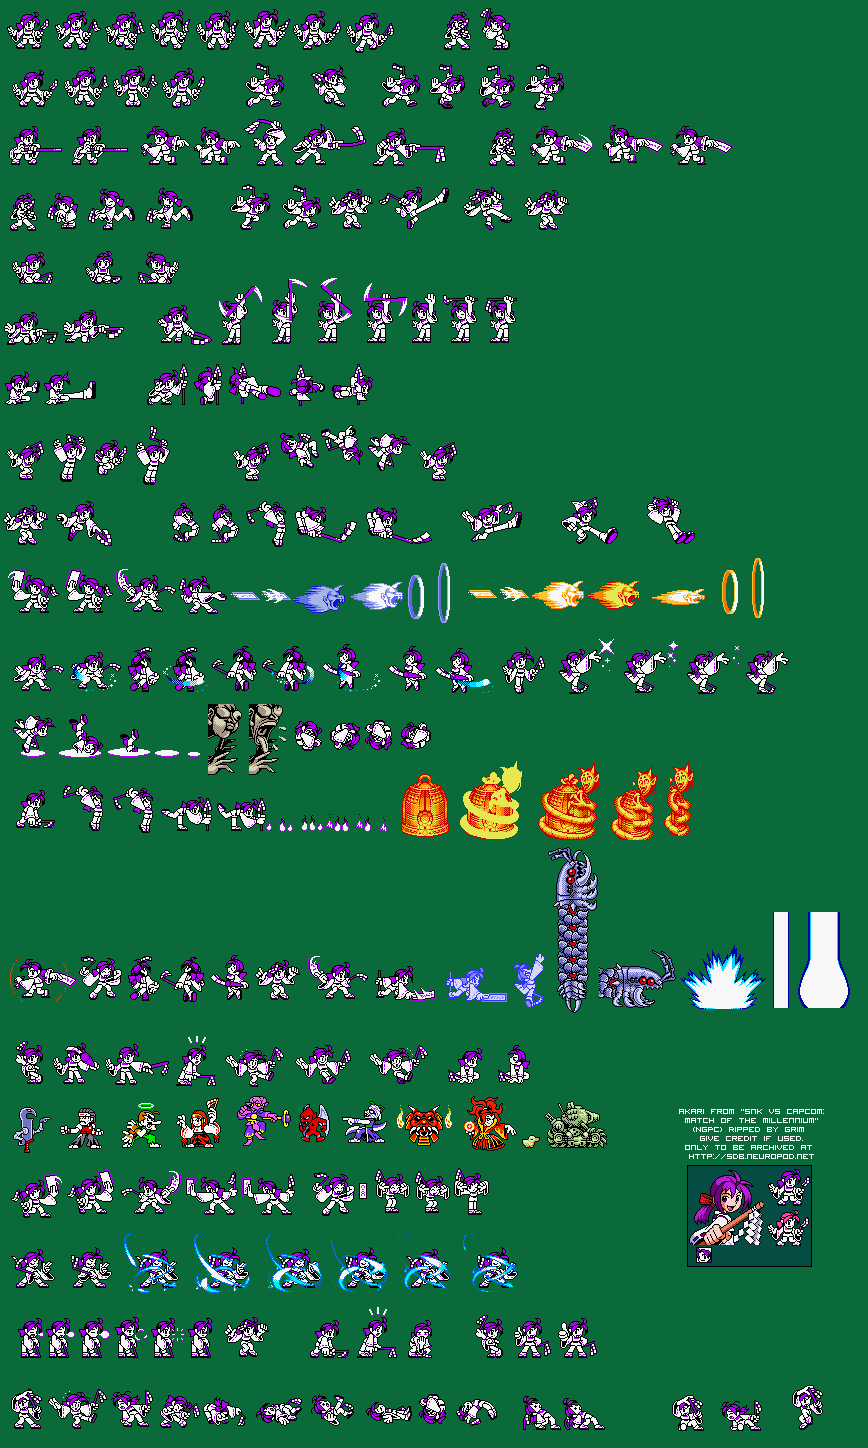 AKARI FROM "SNK VS CAPCOM:
MATCH OF THE MILLENNIUM"
(NGPC) RIPPED BY GRIM
GIVE CREDIT IF USED.
ONLY TO BE ARCHIVED AT
HTTP://SDB.NEUROPOD.NET